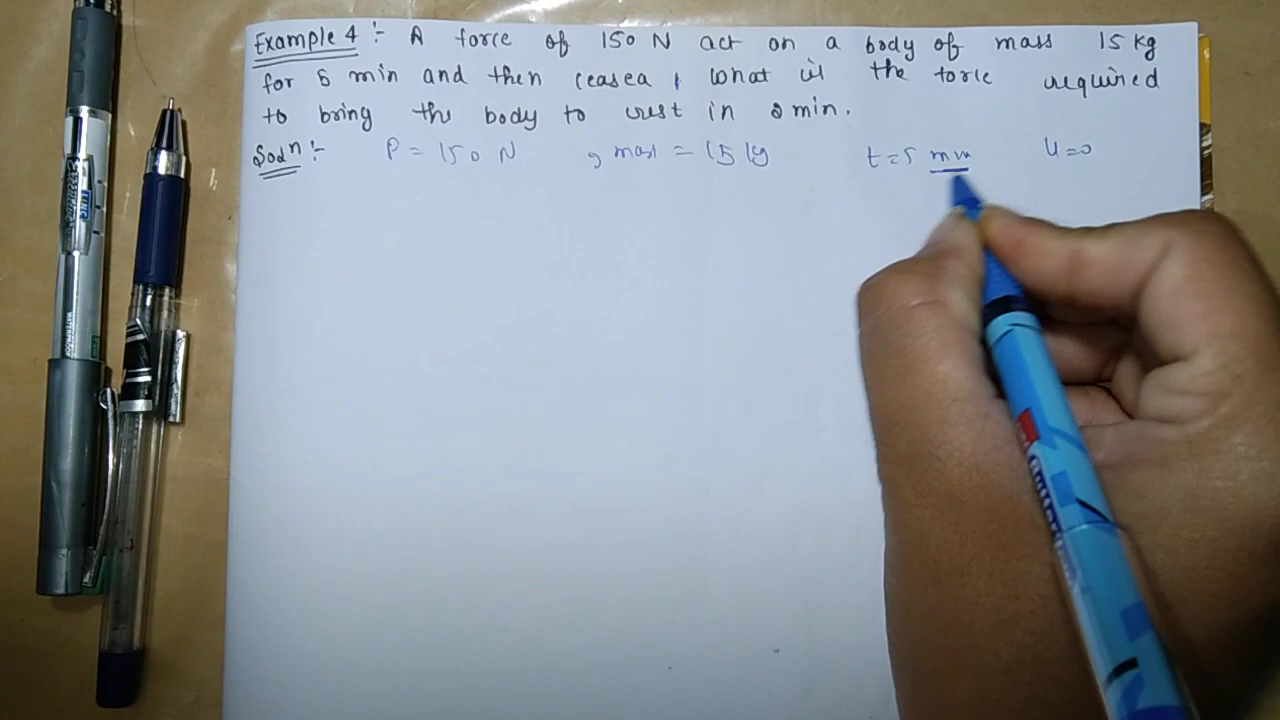 Example 4 :- A force of 150 N act on a body of mass 15 kg
for 5 min and then ceasea, what is the force required
to bring the body to rest in 2 min.
Solⁿ :- P = 150 N , mass = 15 kg t = 5 min u = 0